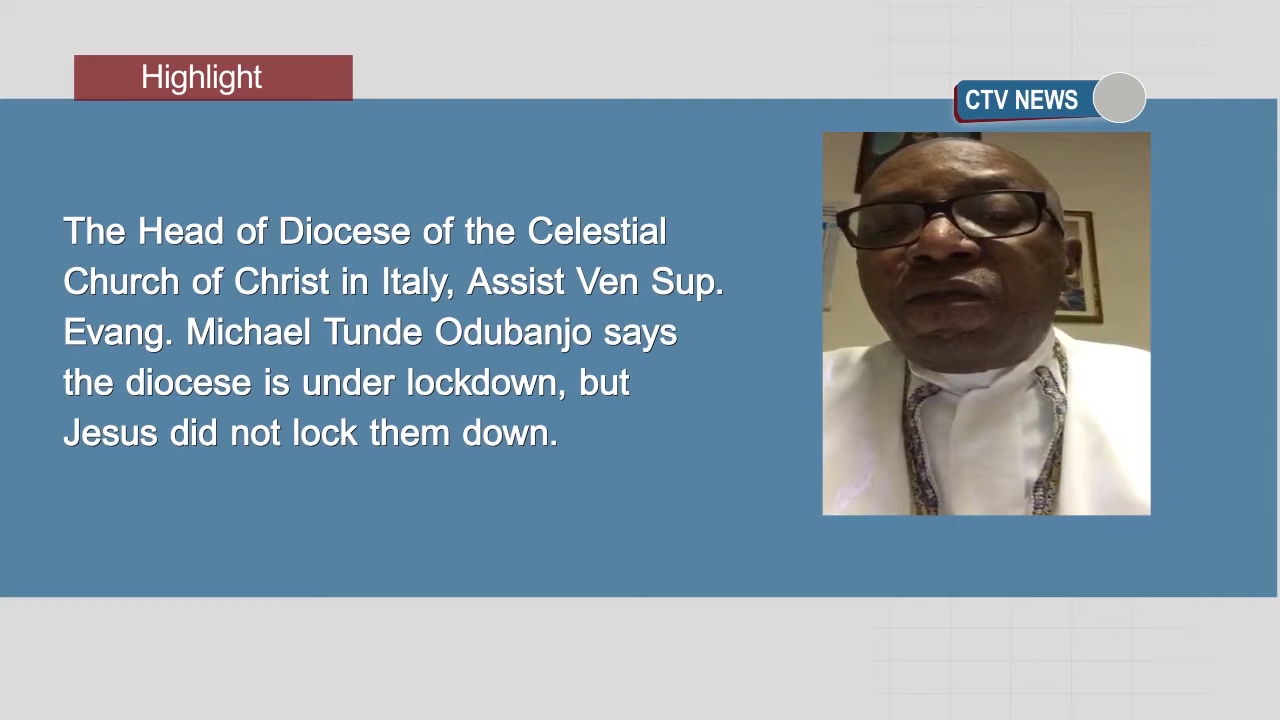 Highlight
CTV NEWS
The Head of Diocese of the Celestial
Church of Christ in Italy, Assist Ven Sup.
Evang. Michael Tunde Odubanjo says
the diocese is under lockdown, but
Jesus did not lock them down.